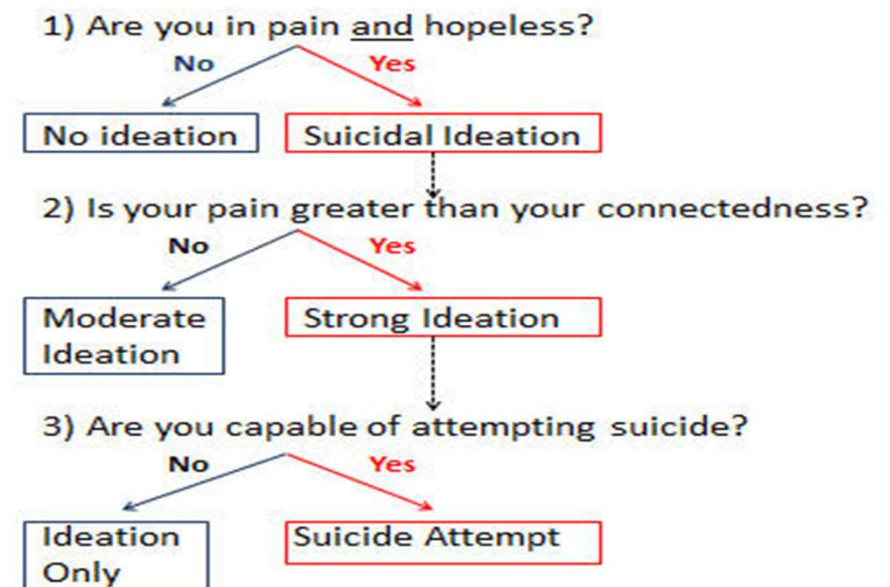 1) Are you in pain and hopeless?
No Yes
No ideation Suicidal Ideation
2) Is your pain greater than your connectedness?
No Yes
Moderate
Ideation
Strong Ideation
3) Are you capable of attempting suicide?
No Yes
Ideation
Only
Suicide Attempt